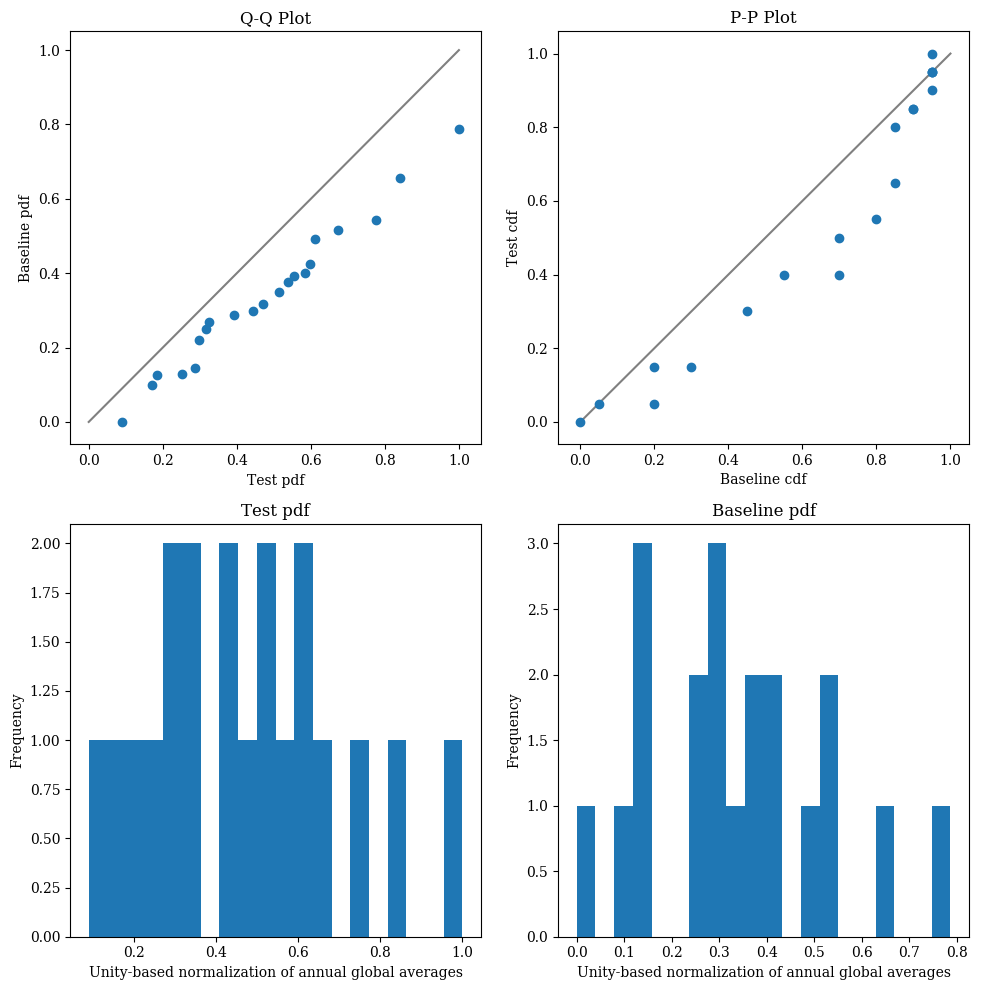 Q-Q Plot
1.0
0.8
0.6
0.4
0.2
0.0
Baseline pdf
0.0 0.2 0.4 0.6 0.8 1.0
Test pdf
P-P Plot
1.0
0.8
0.6
0.4
0.2
0.0
Test cdf
0.0 0.2 0.4 0.6 0.8 1.0
Baseline cdf
Test pdf
2.00
1.75
1.50
1.25
1.00
0.75
0.50
0.25
0.00
Frequency
0.2 0.4 0.6 0.8 1.0
Unity-based normalization of annual global averages
Baseline pdf
3.0
2.5
2.0
1.5
1.0
0.5
0.0
Frequency
0.0 0.1 0.2 0.3 0.4 0.5 0.6 0.7 0.8
Unity-based normalization of annual global averages